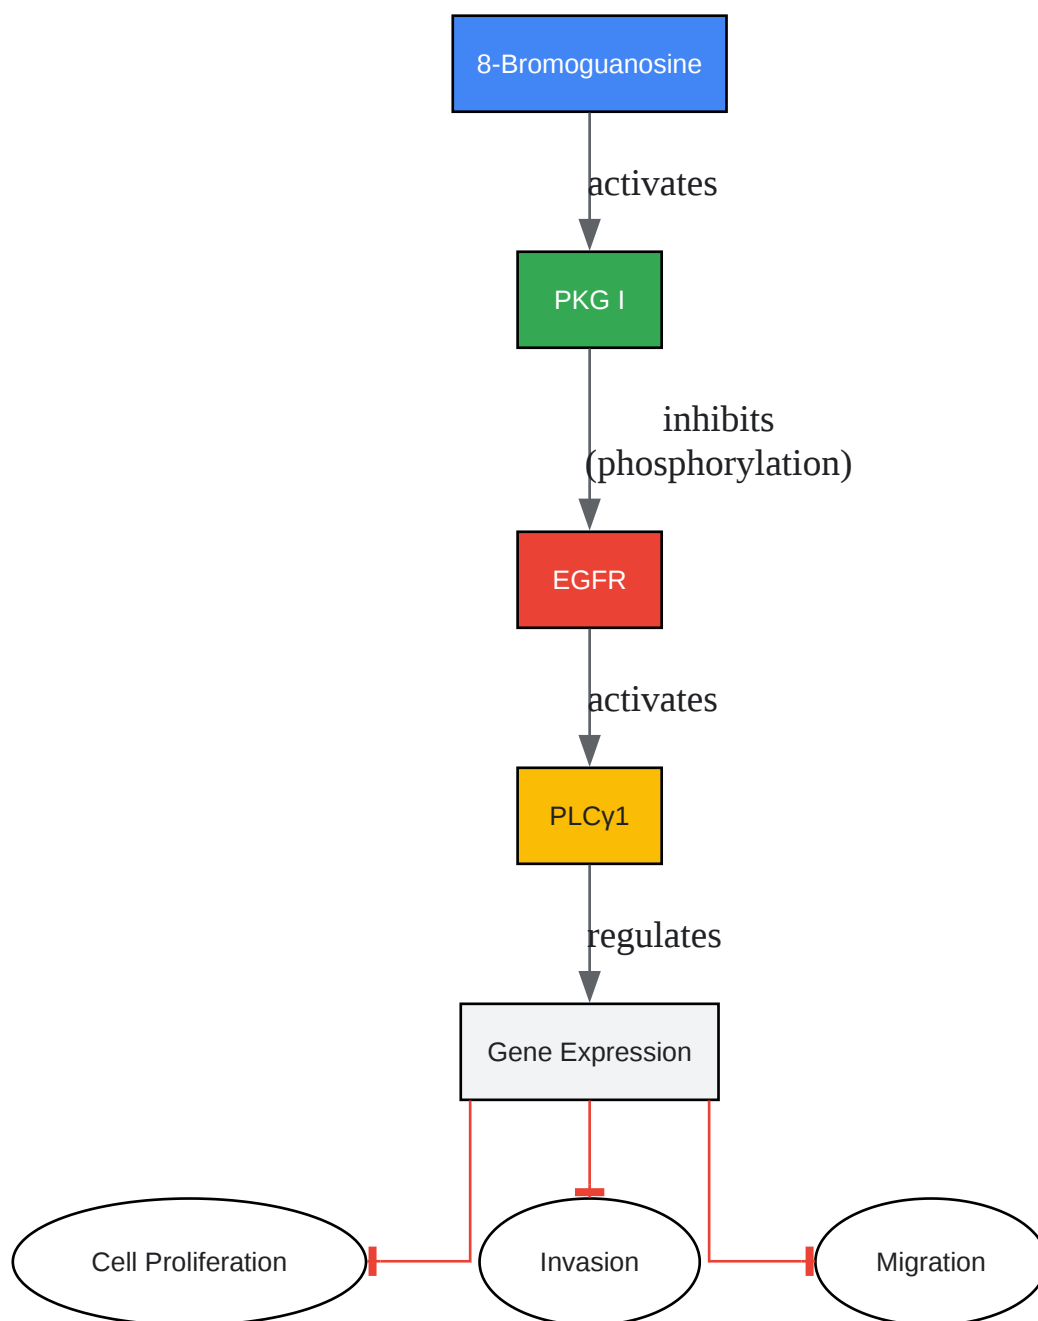 8-Bromoguanosine
activates
PKG I
inhibits
(phosphorylation)
EGFR
activates
PLCγ1
regulates
Gene Expression
Cell Proliferation
Invasion
Migration